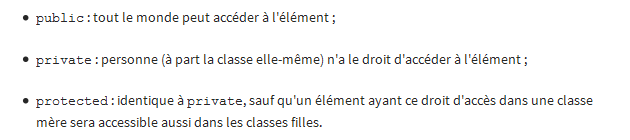 • public : tout le monde peut accéder à l'élément ;
• private : personne (à part la classe elle-même) n'a le droit d'accéder à l'élément ;
• protected : identique à private, sauf qu'un élément ayant ce droit d'accès dans une classe
mère sera accessible aussi dans les classes filles.